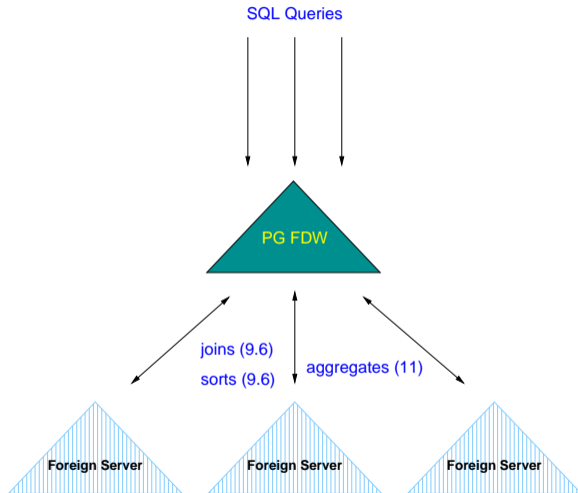 SQL Queries
PG FDW
joins (9.6)
sorts (9.6)
aggregates (11)
Foreign Server
Foreign Server
Foreign Server